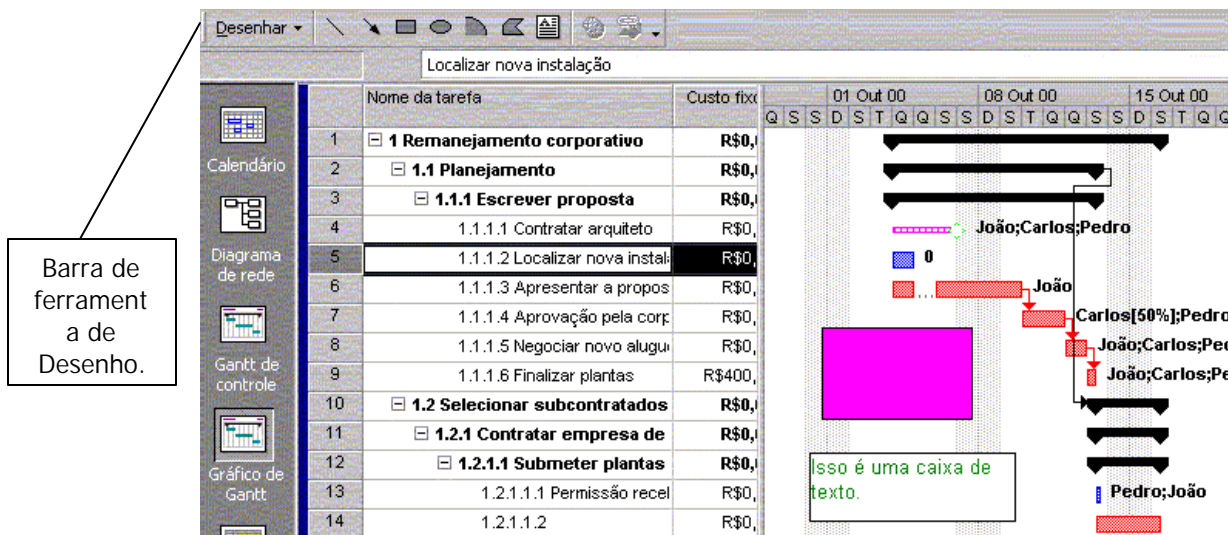 Desenhar
Localizar nova instalação
Nome da tarefa Custo fixo
01 Out 00 08 Out 00 15 Out 00
Q S S D S T Q Q S S D S T Q Q S S D S T Q Q
1 1 Remanejamento corporativo R$0,
2 1.1 Planejamento R$0,
3 1.1.1 Escrever proposta R$0,
4 1.1.1.1 Contratar arquiteto R$0, João;Carlos;Pedro
5 1.1.1.2 Localizar nova instala R$0, 0
6 1.1.1.3 Apresentar a propos R$0, João
7 1.1.1.4 Aprovação pela corp R$0, Carlos[50%];Pedro
8 1.1.1.5 Negociar novo alugu R$0, João;Carlos;Ped
9 1.1.1.6 Finalizar plantas R$400, João;Carlos;Pe
10 1.2 Selecionar subcontratados R$0,
11 1.2.1 Contratar empresa de R$0,
12 1.2.1.1 Submeter plantas R$0,
13 1.2.1.1.1 Permissão recel R$0, Pedro;João
14 1.2.1.1.2 R$0,
Calendário
Diagrama
de rede
Gantt de
controle
Gráfico de
Gantt
Barra de
ferrament
a de
Desenho.
Isso é uma caixa de
texto.